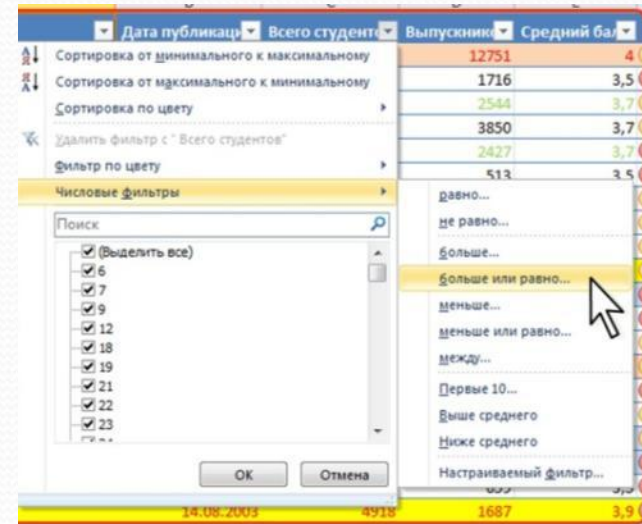 Дата публикаци Всего студент Выпускник Средний ба
Сортировка от минимального к максимальному
Сортировка от максимального к минимальному
Сортировка по цвету
Удалить фильтр с "Всего студентов"
Фильтр по цвету
Числовые фильтры
Поиск
(Выделить все)
6
7
9
12
18
19
21
22
23
OK Отмена
12751 4
1716 3,5
2544 3,7
3850 3,7
2427 3,7
513 3,5
равно...
не равно...
больше...
больше или равно...
меньше...
меньше или равно...
между...
Первые 10...
Выше среднего
Ниже среднего
Настраиваемый фильтр...
14.08.2003 4918 1687 3,9